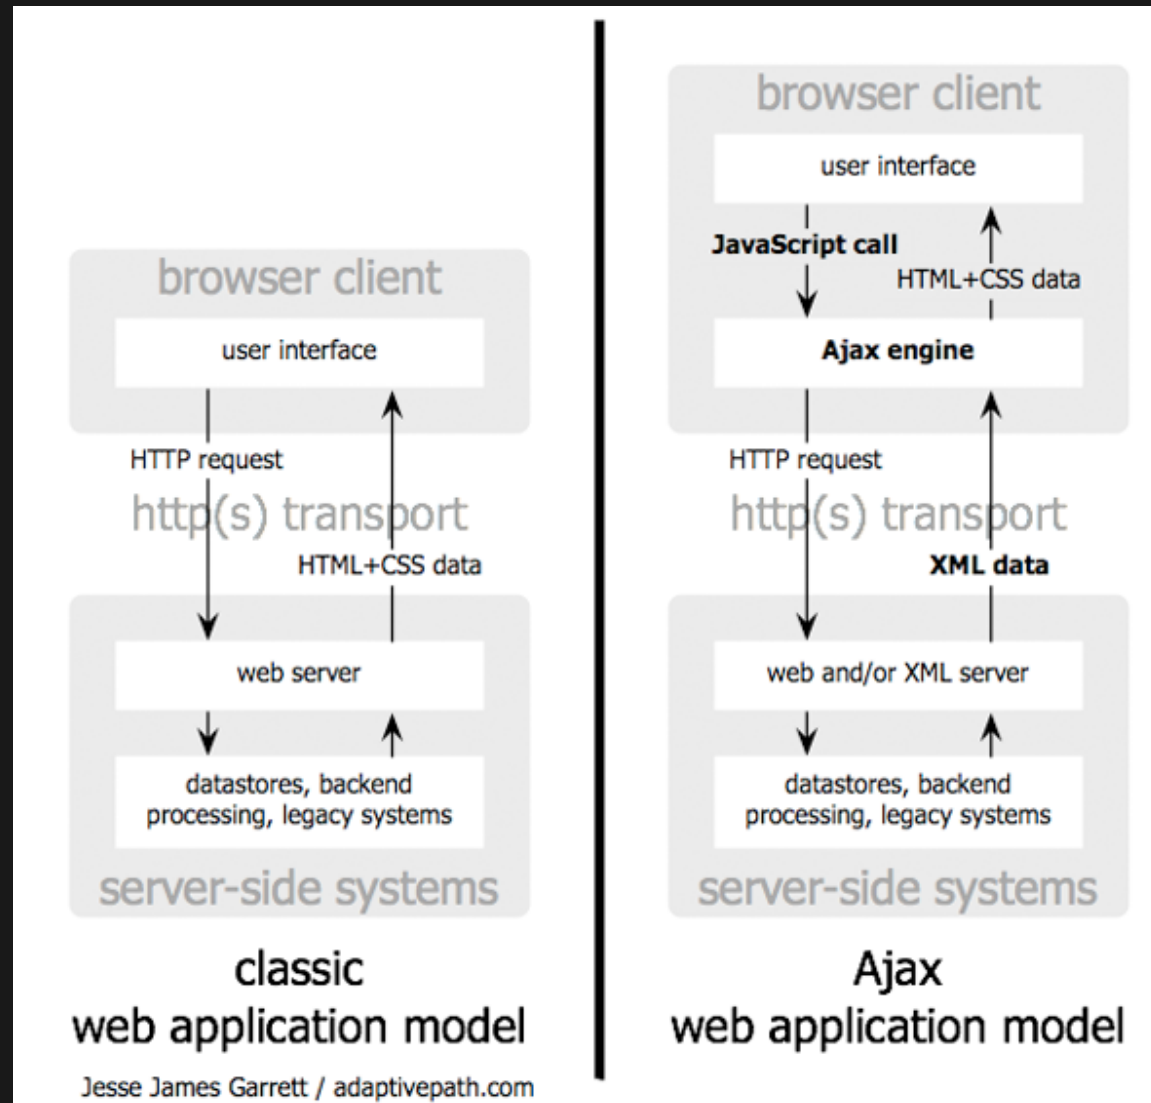 browser client
user interface
HTTP request
http(s) transport
HTML+CSS data
web server
datastores, backend
processing, legacy systems
server-side systems
classic
web application model
Jesse James Garrett / adaptivepath.com
browser client
user interface
JavaScript call
HTML+CSS data
Ajax engine
HTTP request
http(s) transport
XML data
web and/or XML server
datastores, backend
processing, legacy systems
server-side systems
Ajax
web application model